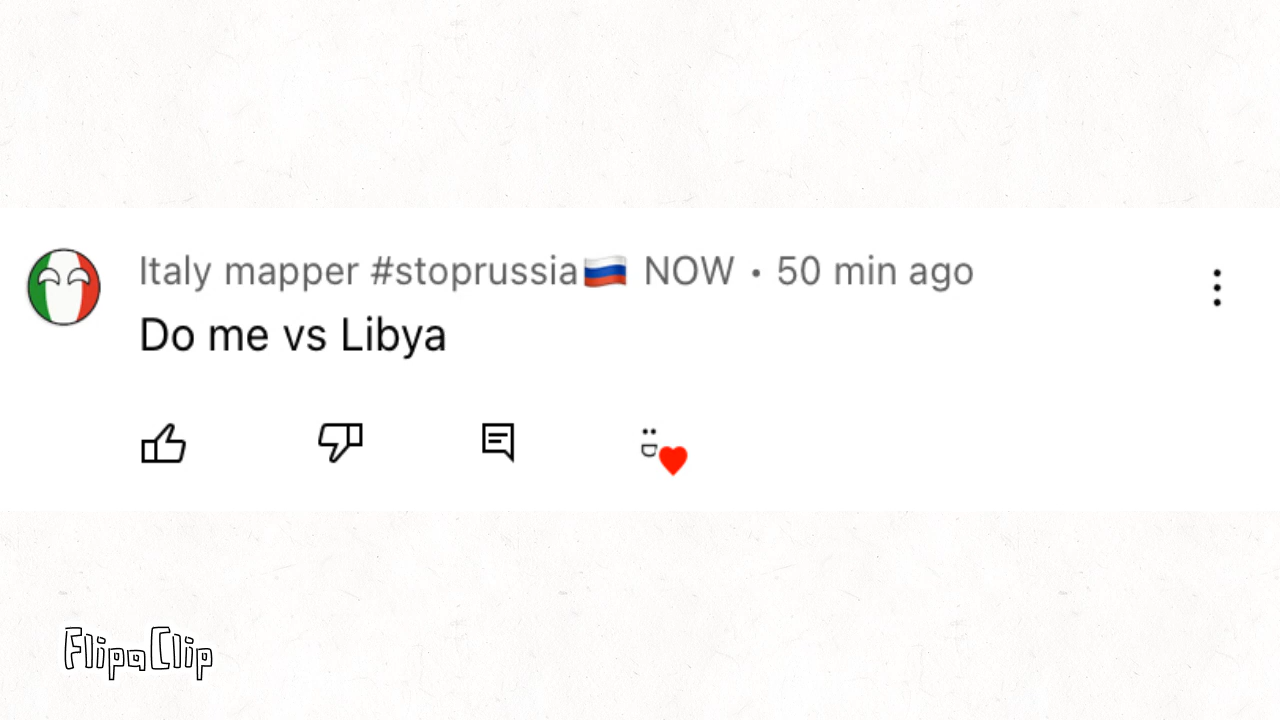 Italy mapper #stoprussia🇷🇺 NOW • 50 min ago
Do me vs Libya
FlipaClip